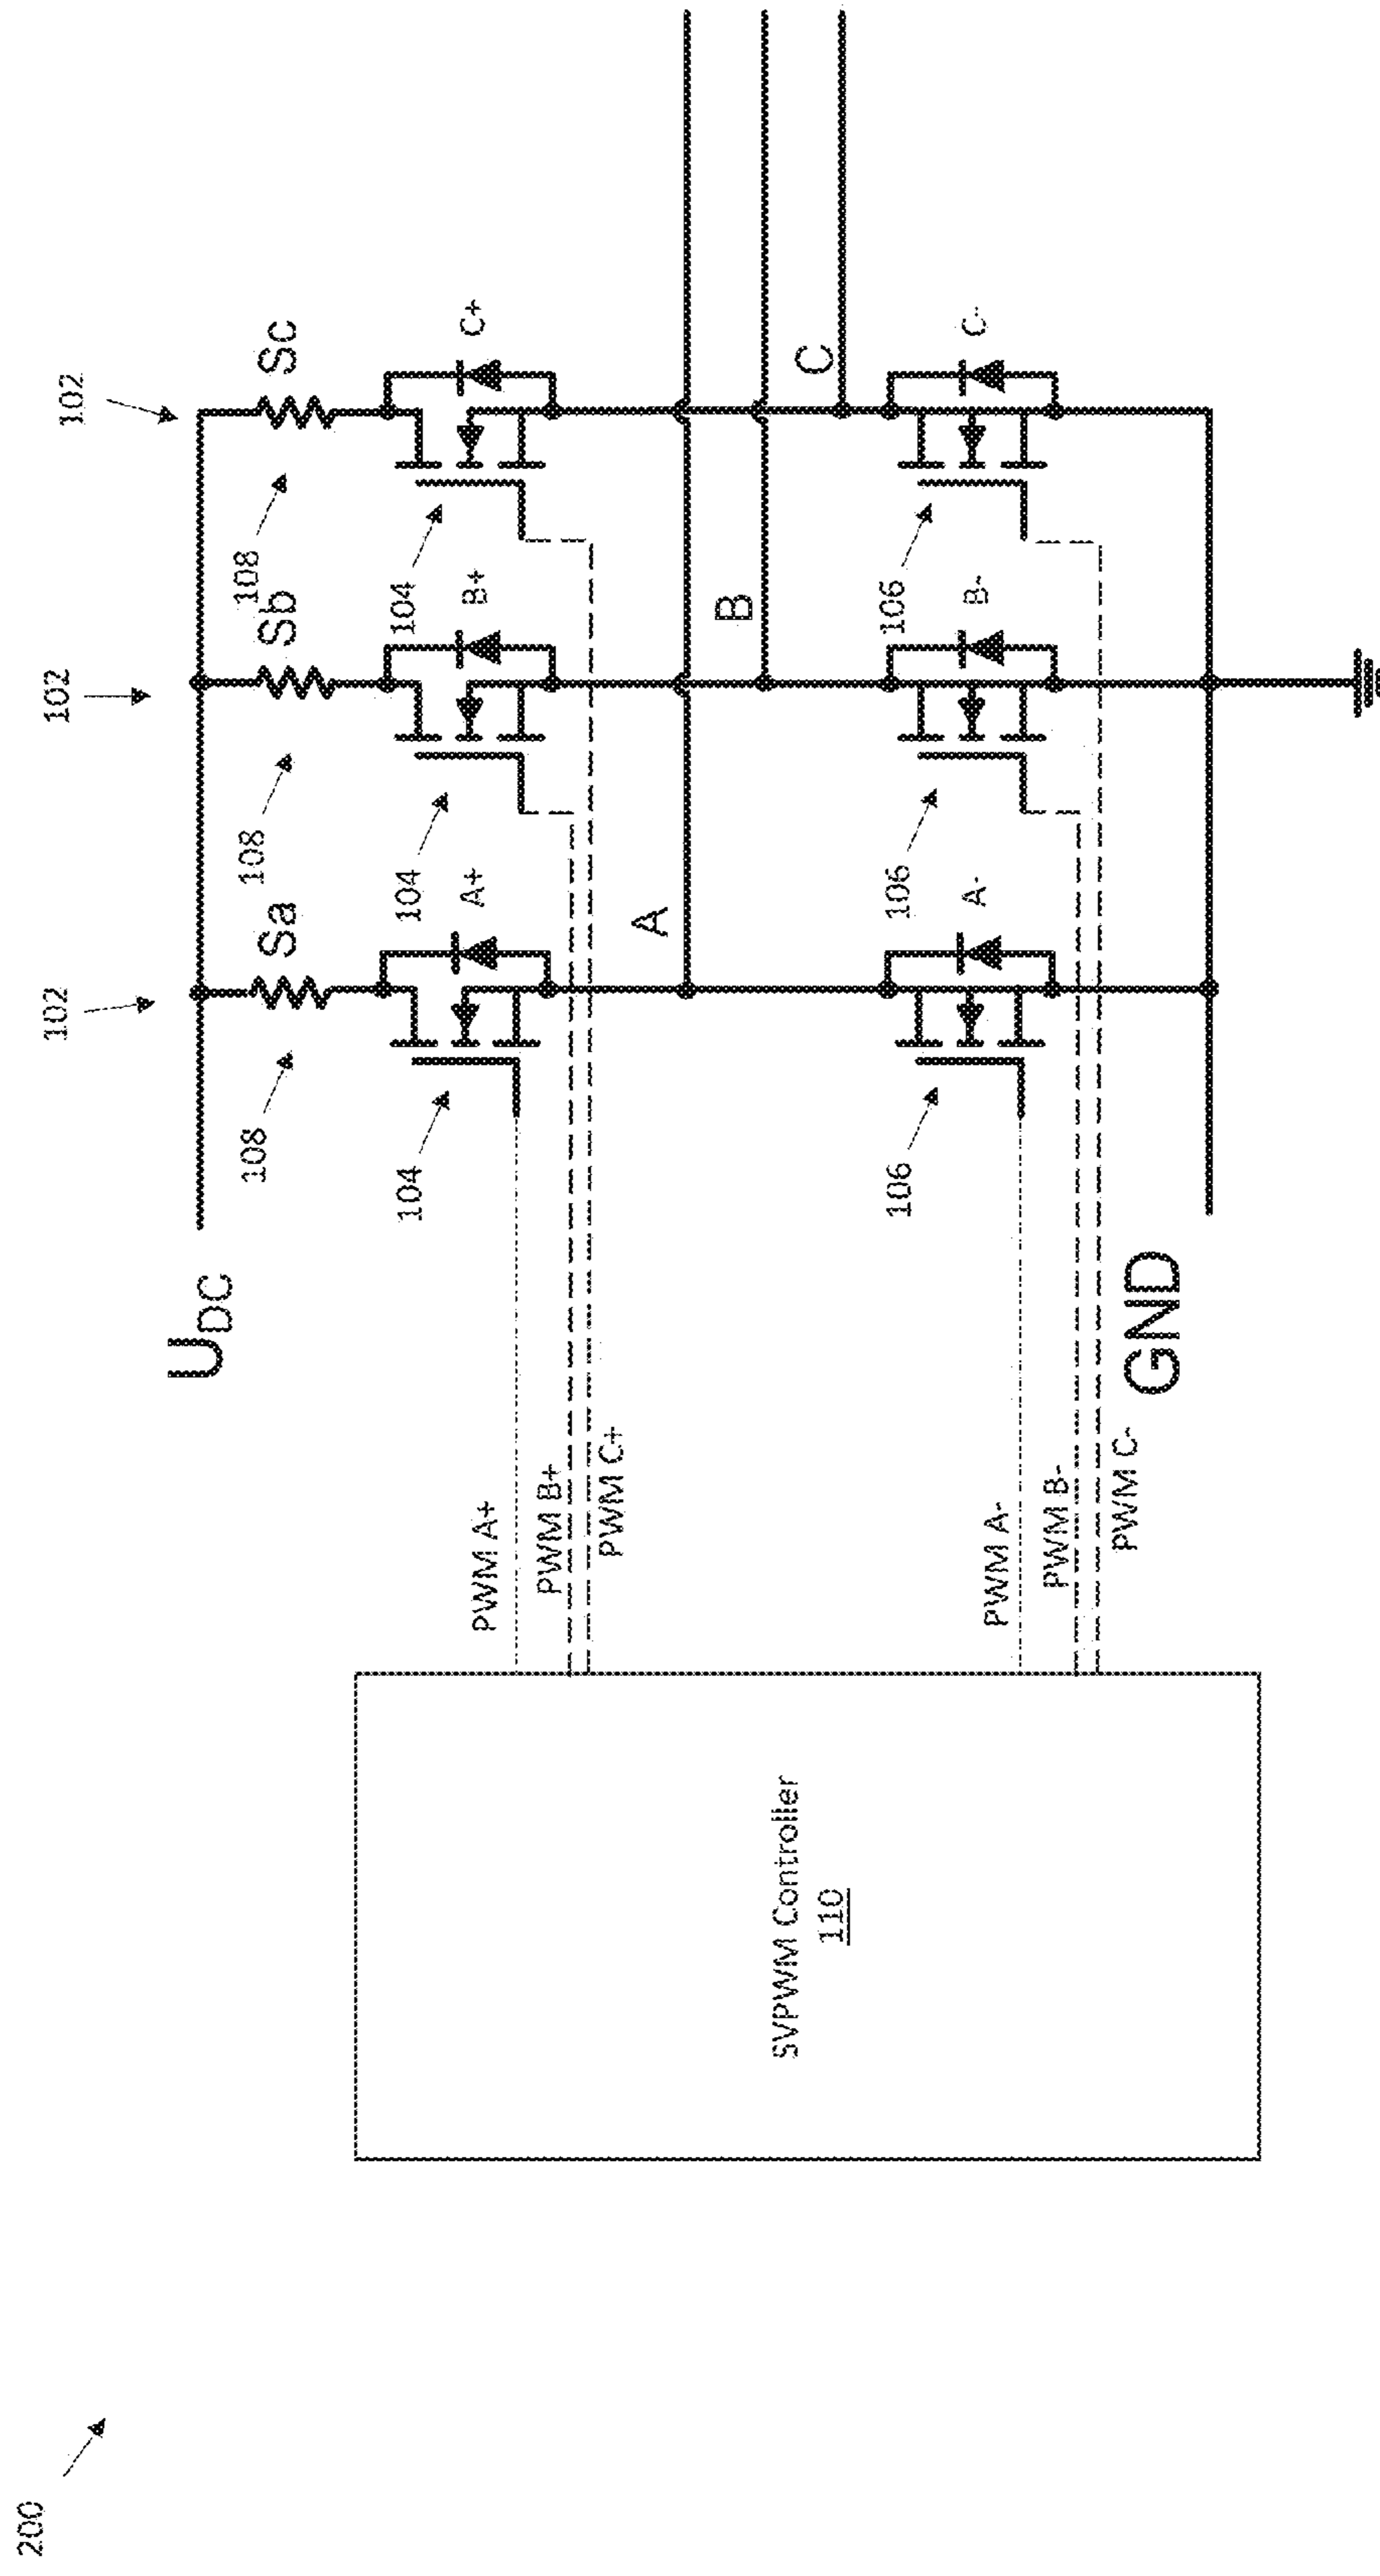 200
SVPWM Controller
110
PWM A+
PWM B+
PWM C+
PWM A-
PWM B-
PWM C-
U_DC
GND
102
102
102
108
108
108
Sa
Sb
Sc
104
104
104
A+
B+
C+
A
B
C
106
106
106
A-
B-
C-